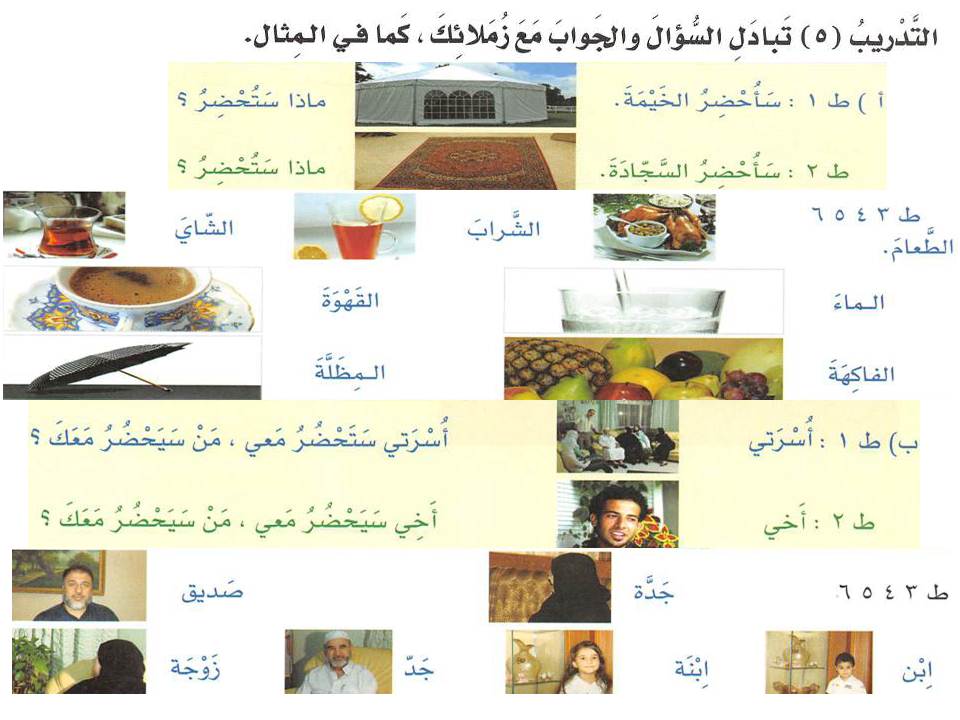 التَّدْرِيبُ (٥) تَبادَلِ السُّؤالَ والجَوابَ مَعَ زُمَلائِكَ ، كَما في المِثال.
أ ) ط ١ : سَأُحْضِرُ الخَيْمَةَ. ماذا سَتُحْضِرُ ؟
ط ٢ : سَأُحْضِرُ السَّجّادَةَ. ماذا سَتُحْضِرُ ؟
ط ٣ ٤ ٥ ٦
الطَّعامَ. الشَّرابَ الشّايَ
الماءَ القَهْوَةَ
الفاكِهَةَ المِظَلَّةَ
ب) ط ١ : أُسْرَتي أُسْرَتي سَتَحْضُرُ مَعي ، مَنْ سَيَحْضُرُ مَعَكَ ؟
ط ٢ : أخي أَخِي سَيَحْضُرُ مَعي ، مَنْ سَيَحْضُرُ مَعَكَ ؟
ط ٣ ٤ ٥ ٦ جَدَّة صَديق
اِبْن اِبْنَة جَدّ زَوْجَة